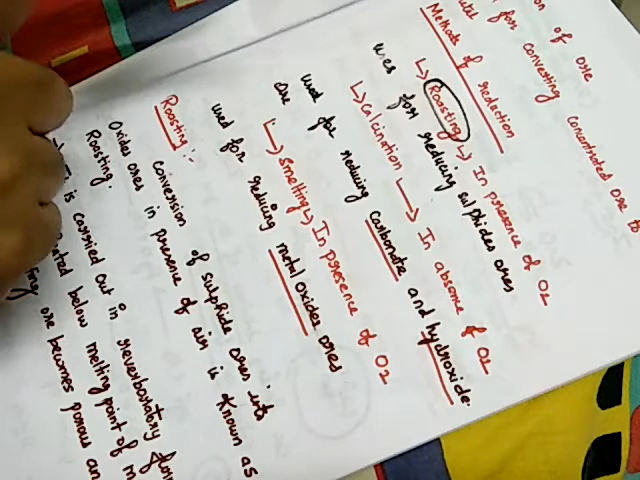 on of ore
for converting concentrated ore to
Methods of reduction
↳ Roasting → In presence of O2
used for reducing sulphides ores
↳ Calcination → In absence of O2
used for reducing Carbonate and hydroxide.
ore
↳ Smelting → In presence of O2
used for reducing metal oxides ores
Roasting :-
conversion of sulphide ores into
Oxides ores in presence of air is known as
Roasting.
is carried out in reverboratory
below melting point of m
ore becomes porous an